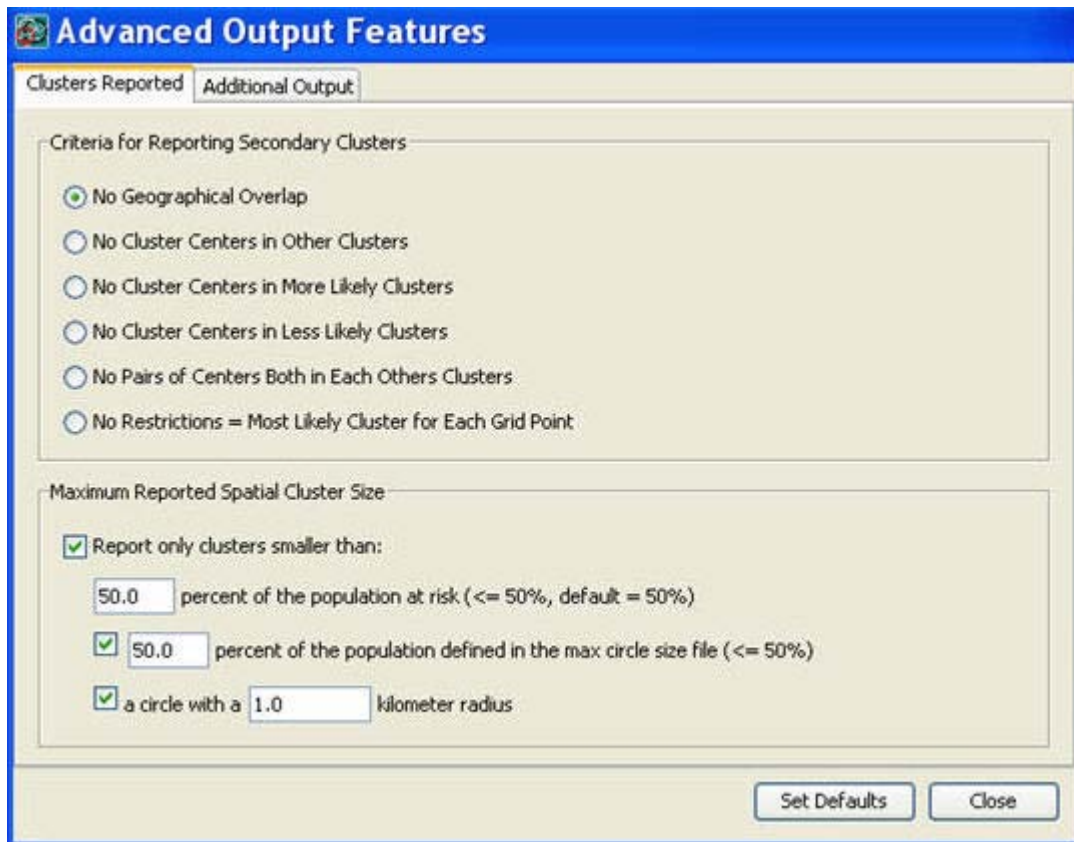 Advanced Output Features
Clusters Reported Additional Output
Criteria for Reporting Secondary Clusters
No Geographical Overlap
No Cluster Centers in Other Clusters
No Cluster Centers in More Likely Clusters
No Cluster Centers in Less Likely Clusters
No Pairs of Centers Both in Each Others Clusters
No Restrictions = Most Likely Cluster for Each Grid Point
Maximum Reported Spatial Cluster Size
Report only clusters smaller than:
50.0 percent of the population at risk (<= 50%, default = 50%)
50.0 percent of the population defined in the max circle size file (<= 50%)
a circle with a 1.0 kilometer radius
Set Defaults Close